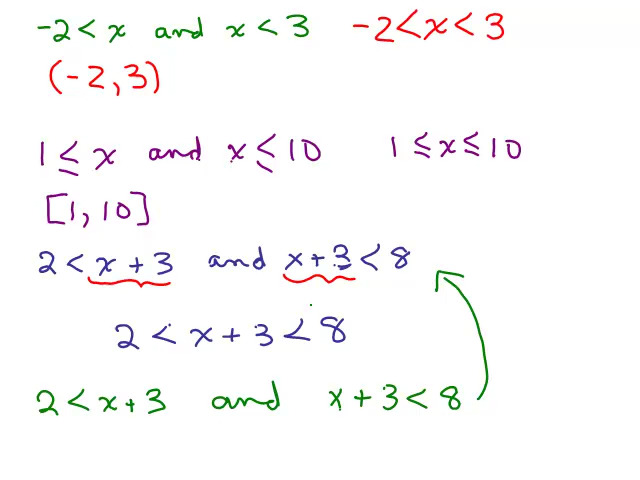 -2 < x and x < 3 -2 < x < 3
(-2, 3)
1 ≤ x and x ≤ 10 1 ≤ x ≤ 10
[1, 10]
2 < x + 3 and x + 3 < 8
2 < x + 3 < 8
2 < x + 3 and x + 3 < 8